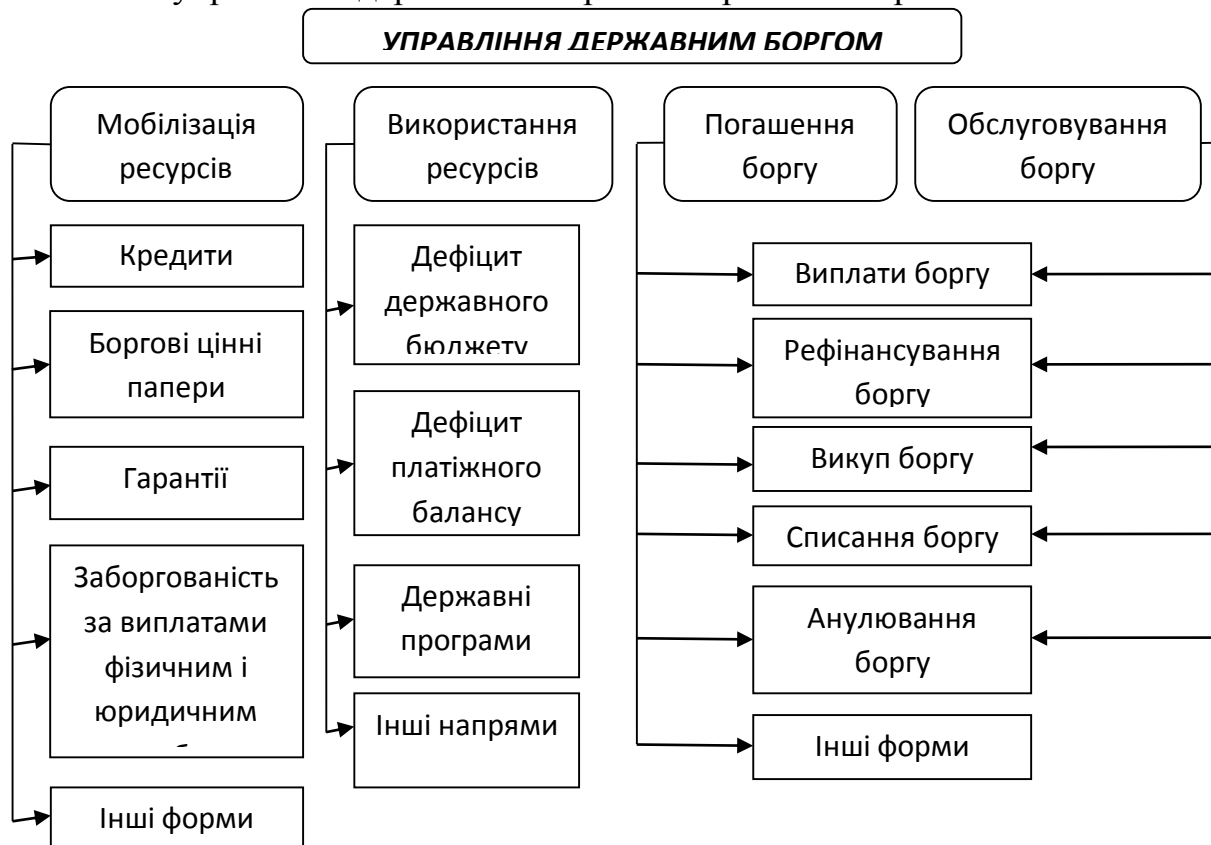 УПРАВЛІННЯ ДЕРЖАВНИМ БОРГОМ
Мобілізація
ресурсів
Кредити
Боргові цінні
папери
Гарантії
Заборгованість
за виплатами
фізичним і
юридичним
Інші форми
Використання
ресурсів
Дефіцит
державного
бюджету
Дефіцит
платіжного
балансу
Державні
програми
Інші напрями
Погашення
боргу
Обслуговування
боргу
Виплати боргу
Рефінансування
боргу
Викуп боргу
Списання боргу
Анулювання
боргу
Інші форми